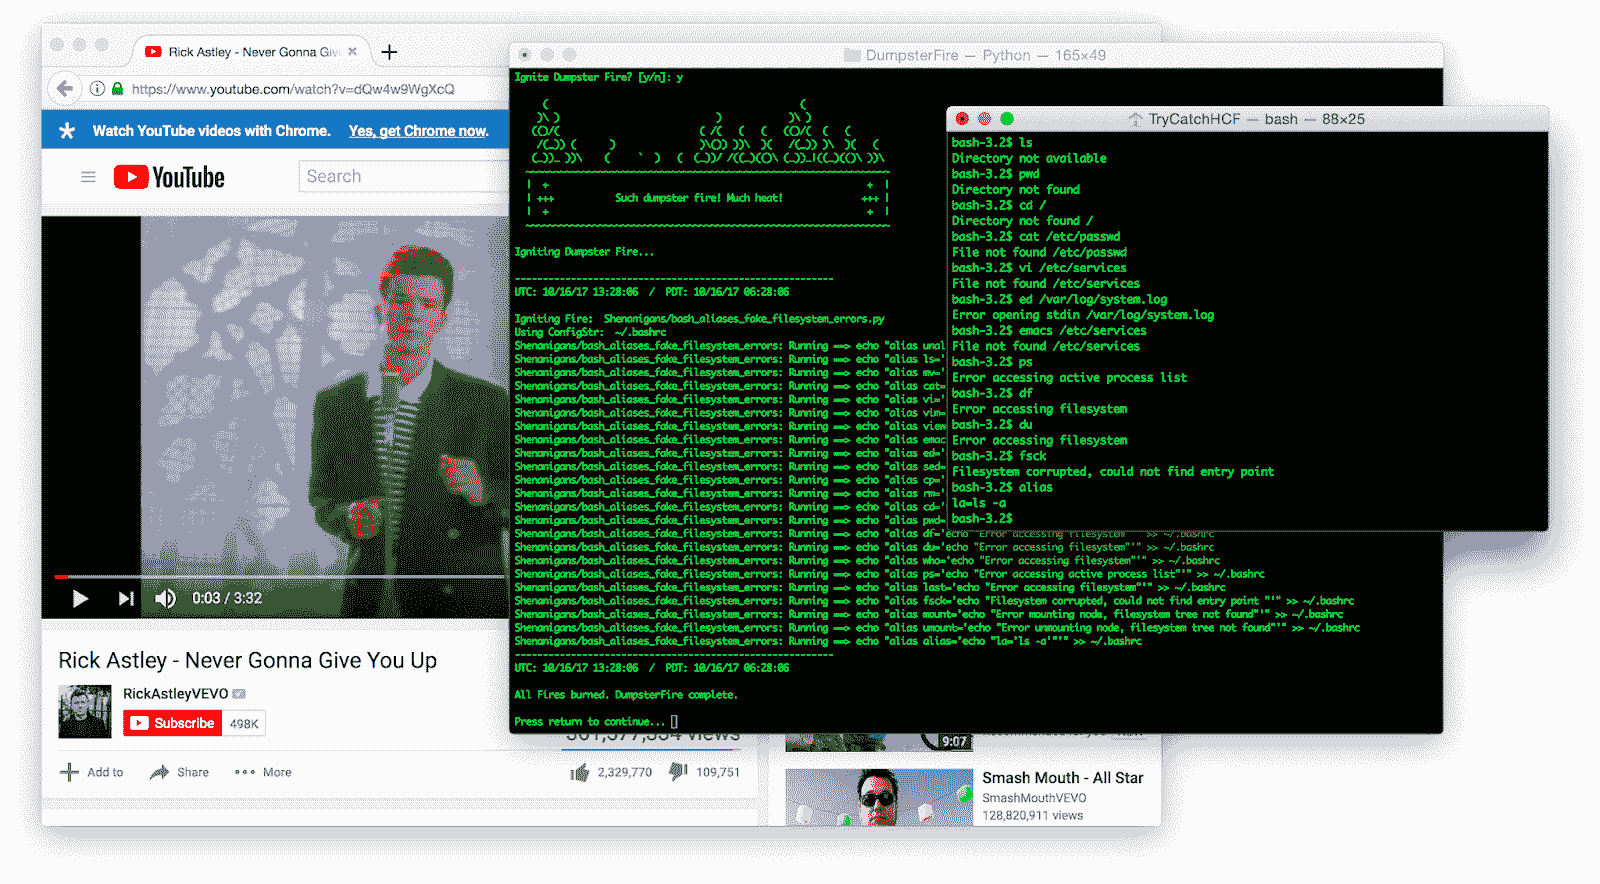 Rick Astley - Never Gonna Giv
https://www.youtube.com/watch?v=dQw4w9WgXcQ
Watch YouTube videos with Chrome. Yes, get Chrome now.
YouTube
Search
0:03 / 3:32
Rick Astley - Never Gonna Give You Up
RickAstleyVEVO
Subscribe 498K
views
Add to Share More
2,329,770 109,751
9:07
Smash Mouth - All Star
SmashMouthVEVO
128,820,911 views
DumpsterFire — Python — 165×49
Ignite Dumpster Fire? [y/n]: y
Such dumpster fire! Much heat!
Igniting Dumpster Fire...
UTC: 10/16/17 13:28:06 / PDT: 10/16/17 06:28:06
Igniting Fire: Shenanigans/bash_aliases_fake_filesystem_errors.py
Using ConfigStr: ~/.bashrc
Shenanigans/bash_aliases_fake_filesystem_errors: Running ==> echo "alias unal
Shenanigans/bash_aliases_fake_filesystem_errors: Running ==> echo "alias ls='
Shenanigans/bash_aliases_fake_filesystem_errors: Running ==> echo "alias mv='
Shenanigans/bash_aliases_fake_filesystem_errors: Running ==> echo "alias cat=
Shenanigans/bash_aliases_fake_filesystem_errors: Running ==> echo "alias vi='
Shenanigans/bash_aliases_fake_filesystem_errors: Running ==> echo "alias vim=
Shenanigans/bash_aliases_fake_filesystem_errors: Running ==> echo "alias view
Shenanigans/bash_aliases_fake_filesystem_errors: Running ==> echo "alias emac
Shenanigans/bash_aliases_fake_filesystem_errors: Running ==> echo "alias ed='
Shenanigans/bash_aliases_fake_filesystem_errors: Running ==> echo "alias sed=
Shenanigans/bash_aliases_fake_filesystem_errors: Running ==> echo "alias cp='
Shenanigans/bash_aliases_fake_filesystem_errors: Running ==> echo "alias rm='
Shenanigans/bash_aliases_fake_filesystem_errors: Running ==> echo "alias cd='
Shenanigans/bash_aliases_fake_filesystem_errors: Running ==> echo "alias pwd=
Shenanigans/bash_aliases_fake_filesystem_errors: Running ==> echo "alias df='echo "Error accessing filesystem"'" >> ~/.bashrc
Shenanigans/bash_aliases_fake_filesystem_errors: Running ==> echo "alias du='echo "Error accessing filesystem"'" >> ~/.bashrc
Shenanigans/bash_aliases_fake_filesystem_errors: Running ==> echo "alias who='echo "Error accessing filesystem"'" >> ~/.bashrc
Shenanigans/bash_aliases_fake_filesystem_errors: Running ==> echo "alias ps='echo "Error accessing active process list"'" >> ~/.bashrc
Shenanigans/bash_aliases_fake_filesystem_errors: Running ==> echo "alias last='echo "Error accessing filesystem"'" >> ~/.bashrc
Shenanigans/bash_aliases_fake_filesystem_errors: Running ==> echo "alias fsck='echo "Filesystem corrupted, could not find entry point "'" >> ~/.bashrc
Shenanigans/bash_aliases_fake_filesystem_errors: Running ==> echo "alias mount='echo "Error mounting node, filesystem tree not found"'" >> ~/.bashrc
Shenanigans/bash_aliases_fake_filesystem_errors: Running ==> echo "alias umount='echo "Error unmounting node, filesystem tree not found"'" >> ~/.bashrc
Shenanigans/bash_aliases_fake_filesystem_errors: Running ==> echo "alias alias='echo "la='ls -a'"'" >> ~/.bashrc
UTC: 10/16/17 13:28:06 / PDT: 10/16/17 06:28:06
All Fires burned. DumpsterFire complete.
Press return to continue...
TryCatchHCF — bash — 88×25
bash-3.2$ ls
Directory not available
bash-3.2$ pwd
Directory not found
bash-3.2$ cd /
Directory not found /
bash-3.2$ cat /etc/passwd
File not found /etc/passwd
bash-3.2$ vi /etc/services
File not found /etc/services
bash-3.2$ ed /var/log/system.log
Error opening stdin /var/log/system.log
bash-3.2$ emacs /etc/services
File not found /etc/services
bash-3.2$ ps
Error accessing active process list
bash-3.2$ df
Error accessing filesystem
bash-3.2$ du
Error accessing filesystem
bash-3.2$ fsck
Filesystem corrupted, could not find entry point
bash-3.2$ alias
la=ls -a
bash-3.2$